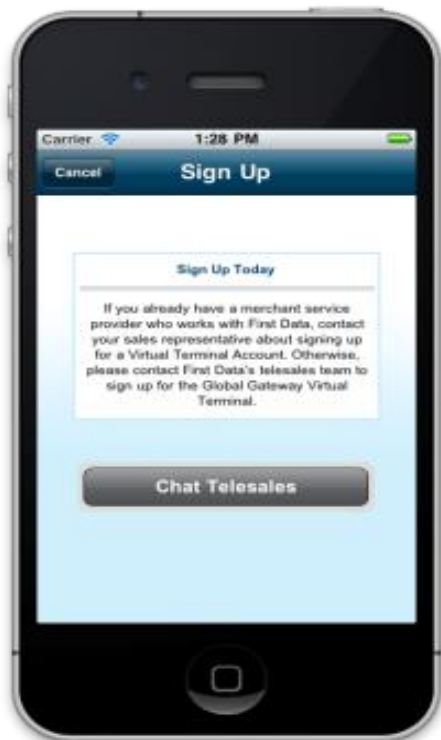 Carrier 1:28 PM
Cancel Sign Up
Sign Up Today
If you already have a merchant service
provider who works with First Data, contact
your sales representative about signing up
for a Virtual Terminal Account. Otherwise,
please contact First Data's telesales team to
sign up for the Global Gateway Virtual
Terminal.
Chat Telesales